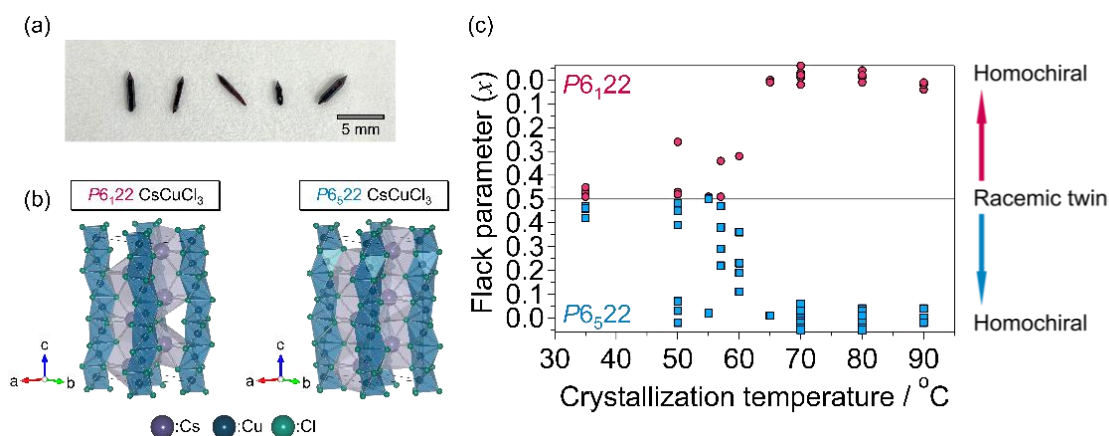 (a)
5 mm
(b)
P6₁22 CsCuCl₃
P6₅22 CsCuCl₃
c
a
b
c
a
b
:Cs :Cu :Cl
(c)
Flack parameter (x)
0.0
0.1
0.2
0.3
0.4
0.5
0.4
0.3
0.2
0.1
0.0
P6₁22
P6₅22
30 40 50 60 70 80 90
Crystallization temperature / °C
Homochiral
Racemic twin
Homochiral